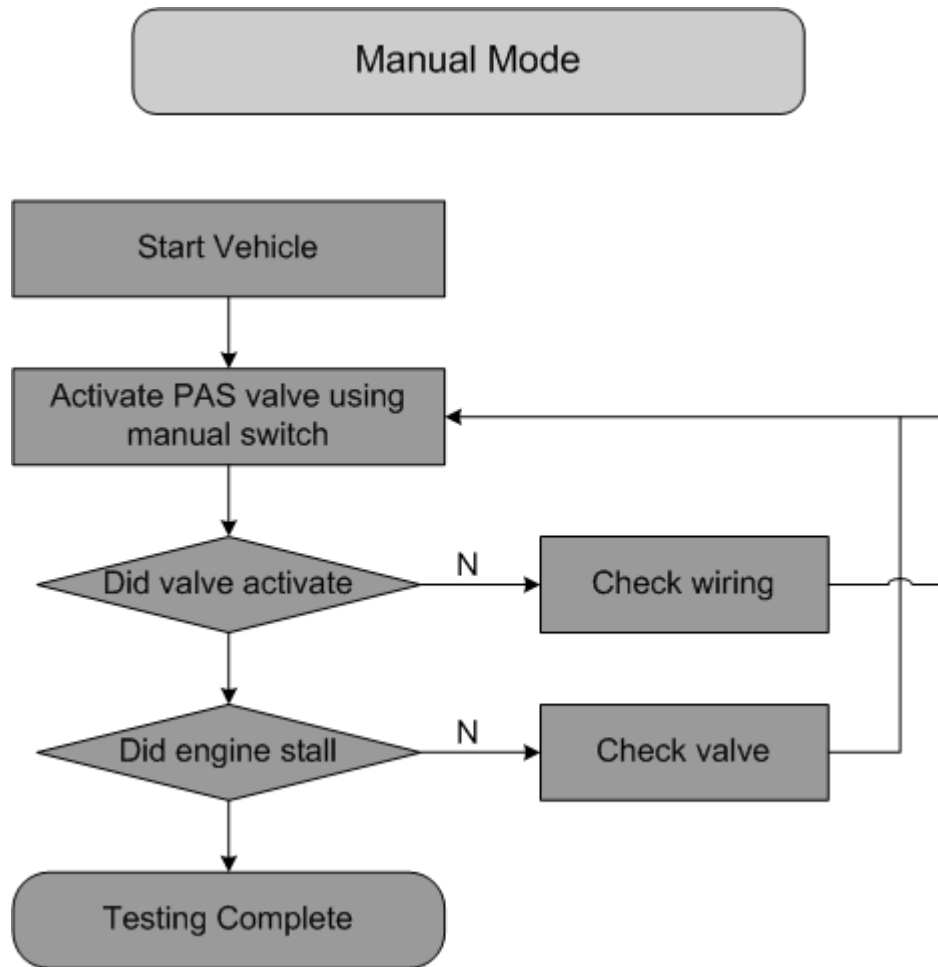 Manual Mode
Start Vehicle
Activate PAS valve using
manual switch
Did valve activate
N
Check wiring
Did engine stall
N
Check valve
Testing Complete